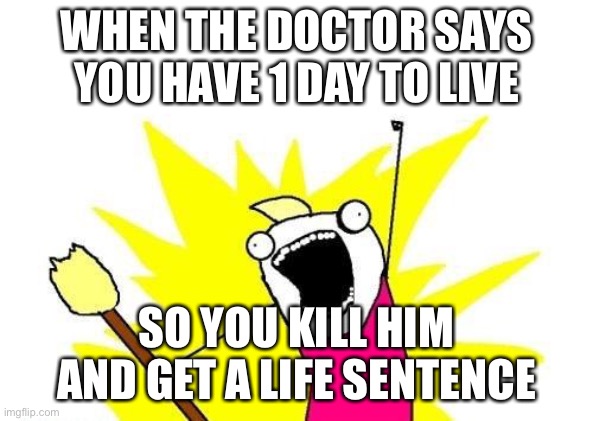 WHEN THE DOCTOR SAYS
YOU HAVE 1 DAY TO LIVE
SO YOU KILL HIM
AND GET A LIFE SENTENCE
imgflip.com